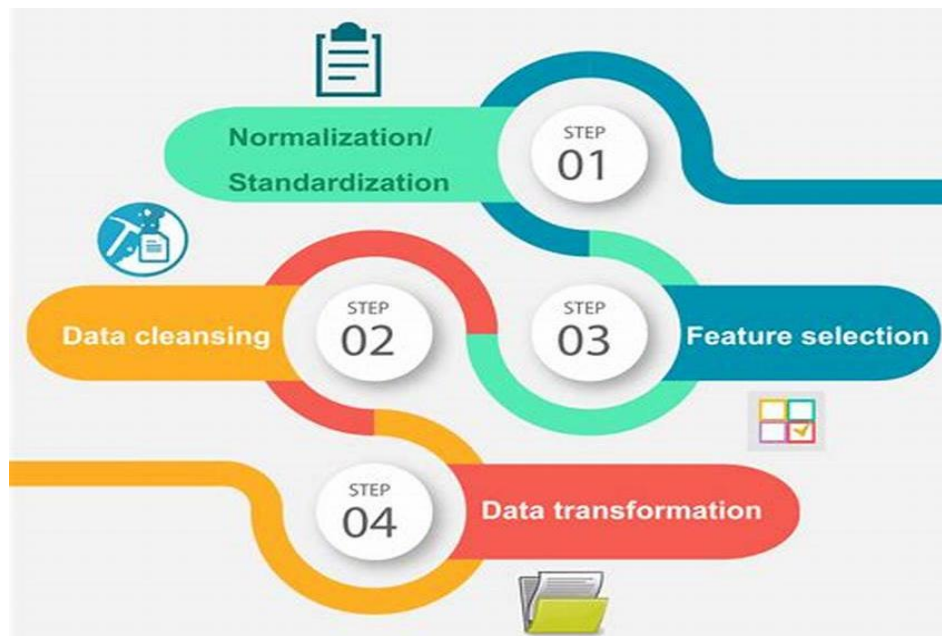 Normalization/
Standardization
STEP
01
Data cleansing
STEP
02
STEP
03
Feature selection
STEP
04
Data transformation